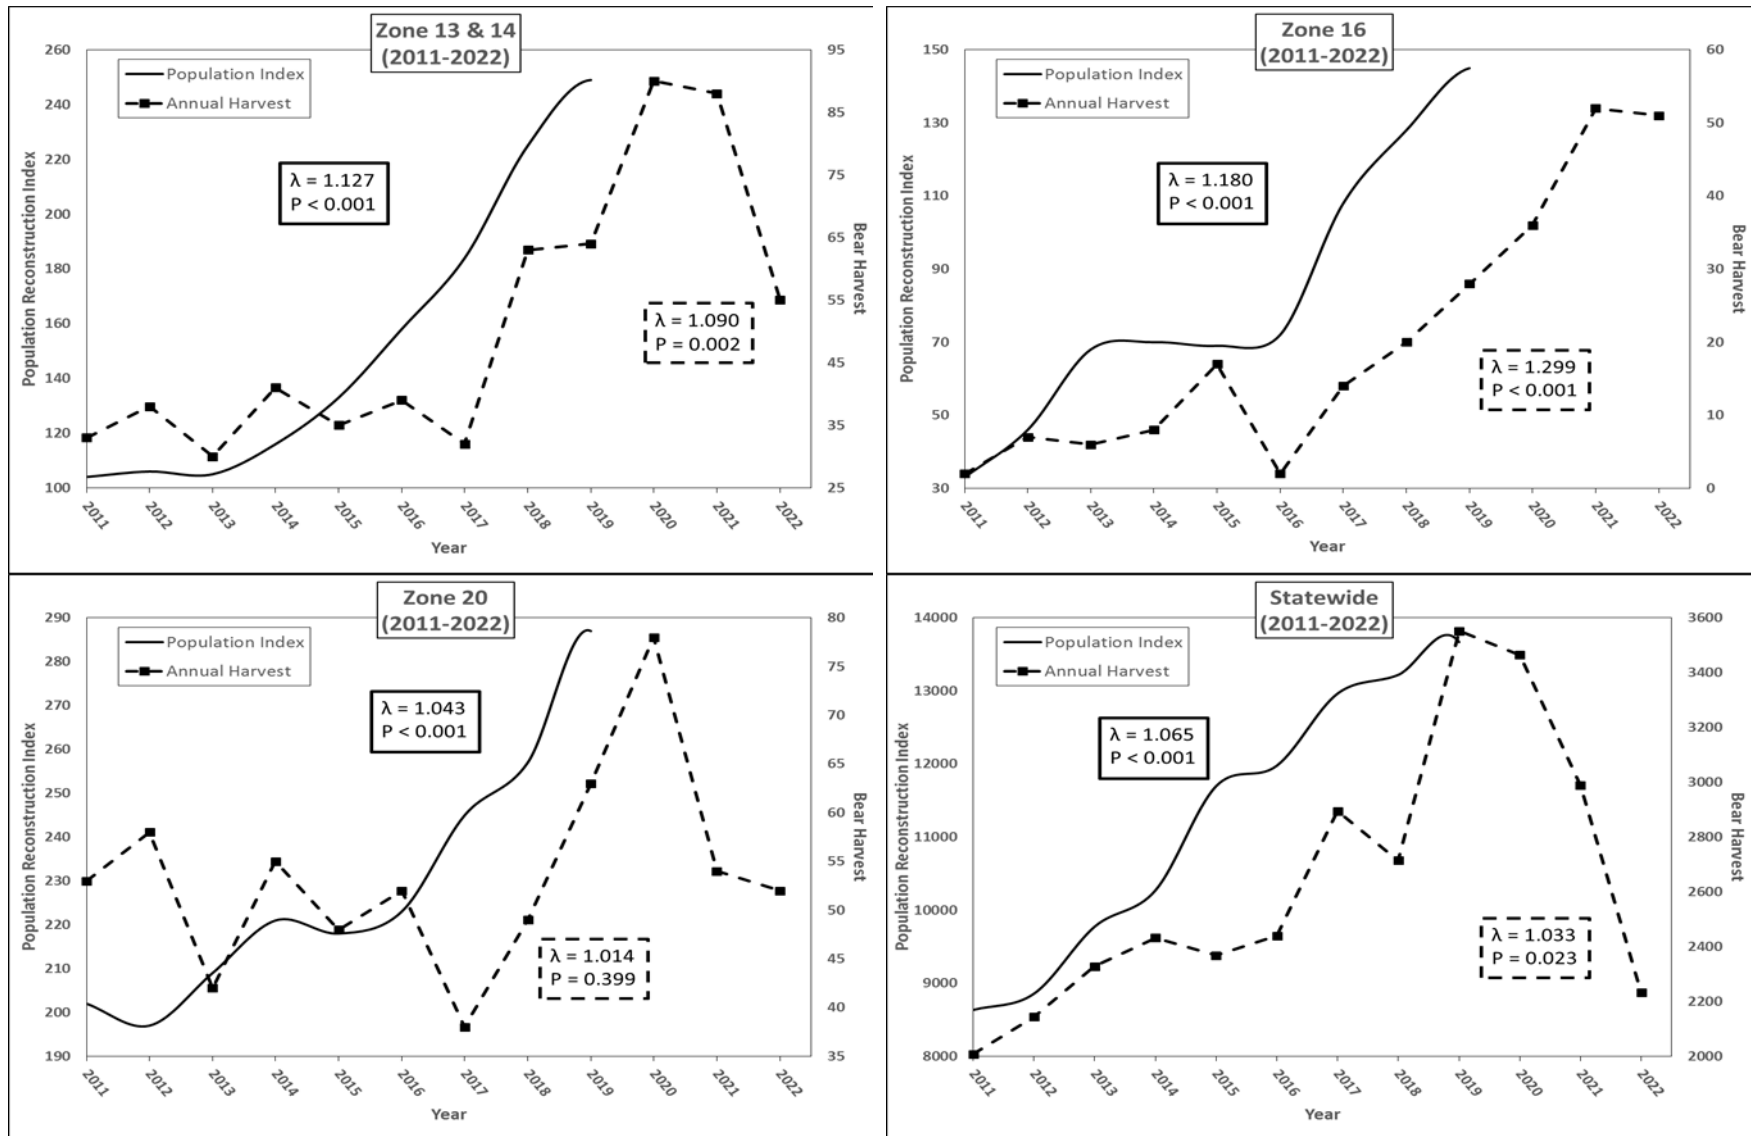 Zone 13 & 14
(2011-2022)
Population Index
Annual Harvest
λ = 1.127
P < 0.001
λ = 1.090
P = 0.002
Population Reconstruction Index
260
240
220
200
180
160
140
120
100
Bear Harvest
95
85
75
65
55
45
35
25
2011 2012 2013 2014 2015 2016 2017 2018 2019 2020 2021 2022
Year
Zone 16
(2011-2022)
Population Index
Annual Harvest
λ = 1.180
P < 0.001
λ = 1.299
P < 0.001
Population Reconstruction Index
150
130
110
90
70
50
30
Bear Harvest
60
50
40
30
20
10
0
2011 2012 2013 2014 2015 2016 2017 2018 2019 2020 2021 2022
Year
Zone 20
(2011-2022)
Population Index
Annual Harvest
λ = 1.043
P < 0.001
λ = 1.014
P = 0.399
Population Reconstruction Index
290
280
270
260
250
240
230
220
210
200
190
Bear Harvest
80
75
70
65
60
55
50
45
40
35
2011 2012 2013 2014 2015 2016 2017 2018 2019 2020 2021 2022
Year
Statewide
(2011-2022)
Population Index
Annual Harvest
λ = 1.065
P < 0.001
λ = 1.033
P = 0.023
Population Reconstruction Index
14000
13000
12000
11000
10000
9000
8000
Bear Harvest
3600
3400
3200
3000
2800
2600
2400
2200
2000
2011 2012 2013 2014 2015 2016 2017 2018 2019 2020 2021 2022
Year